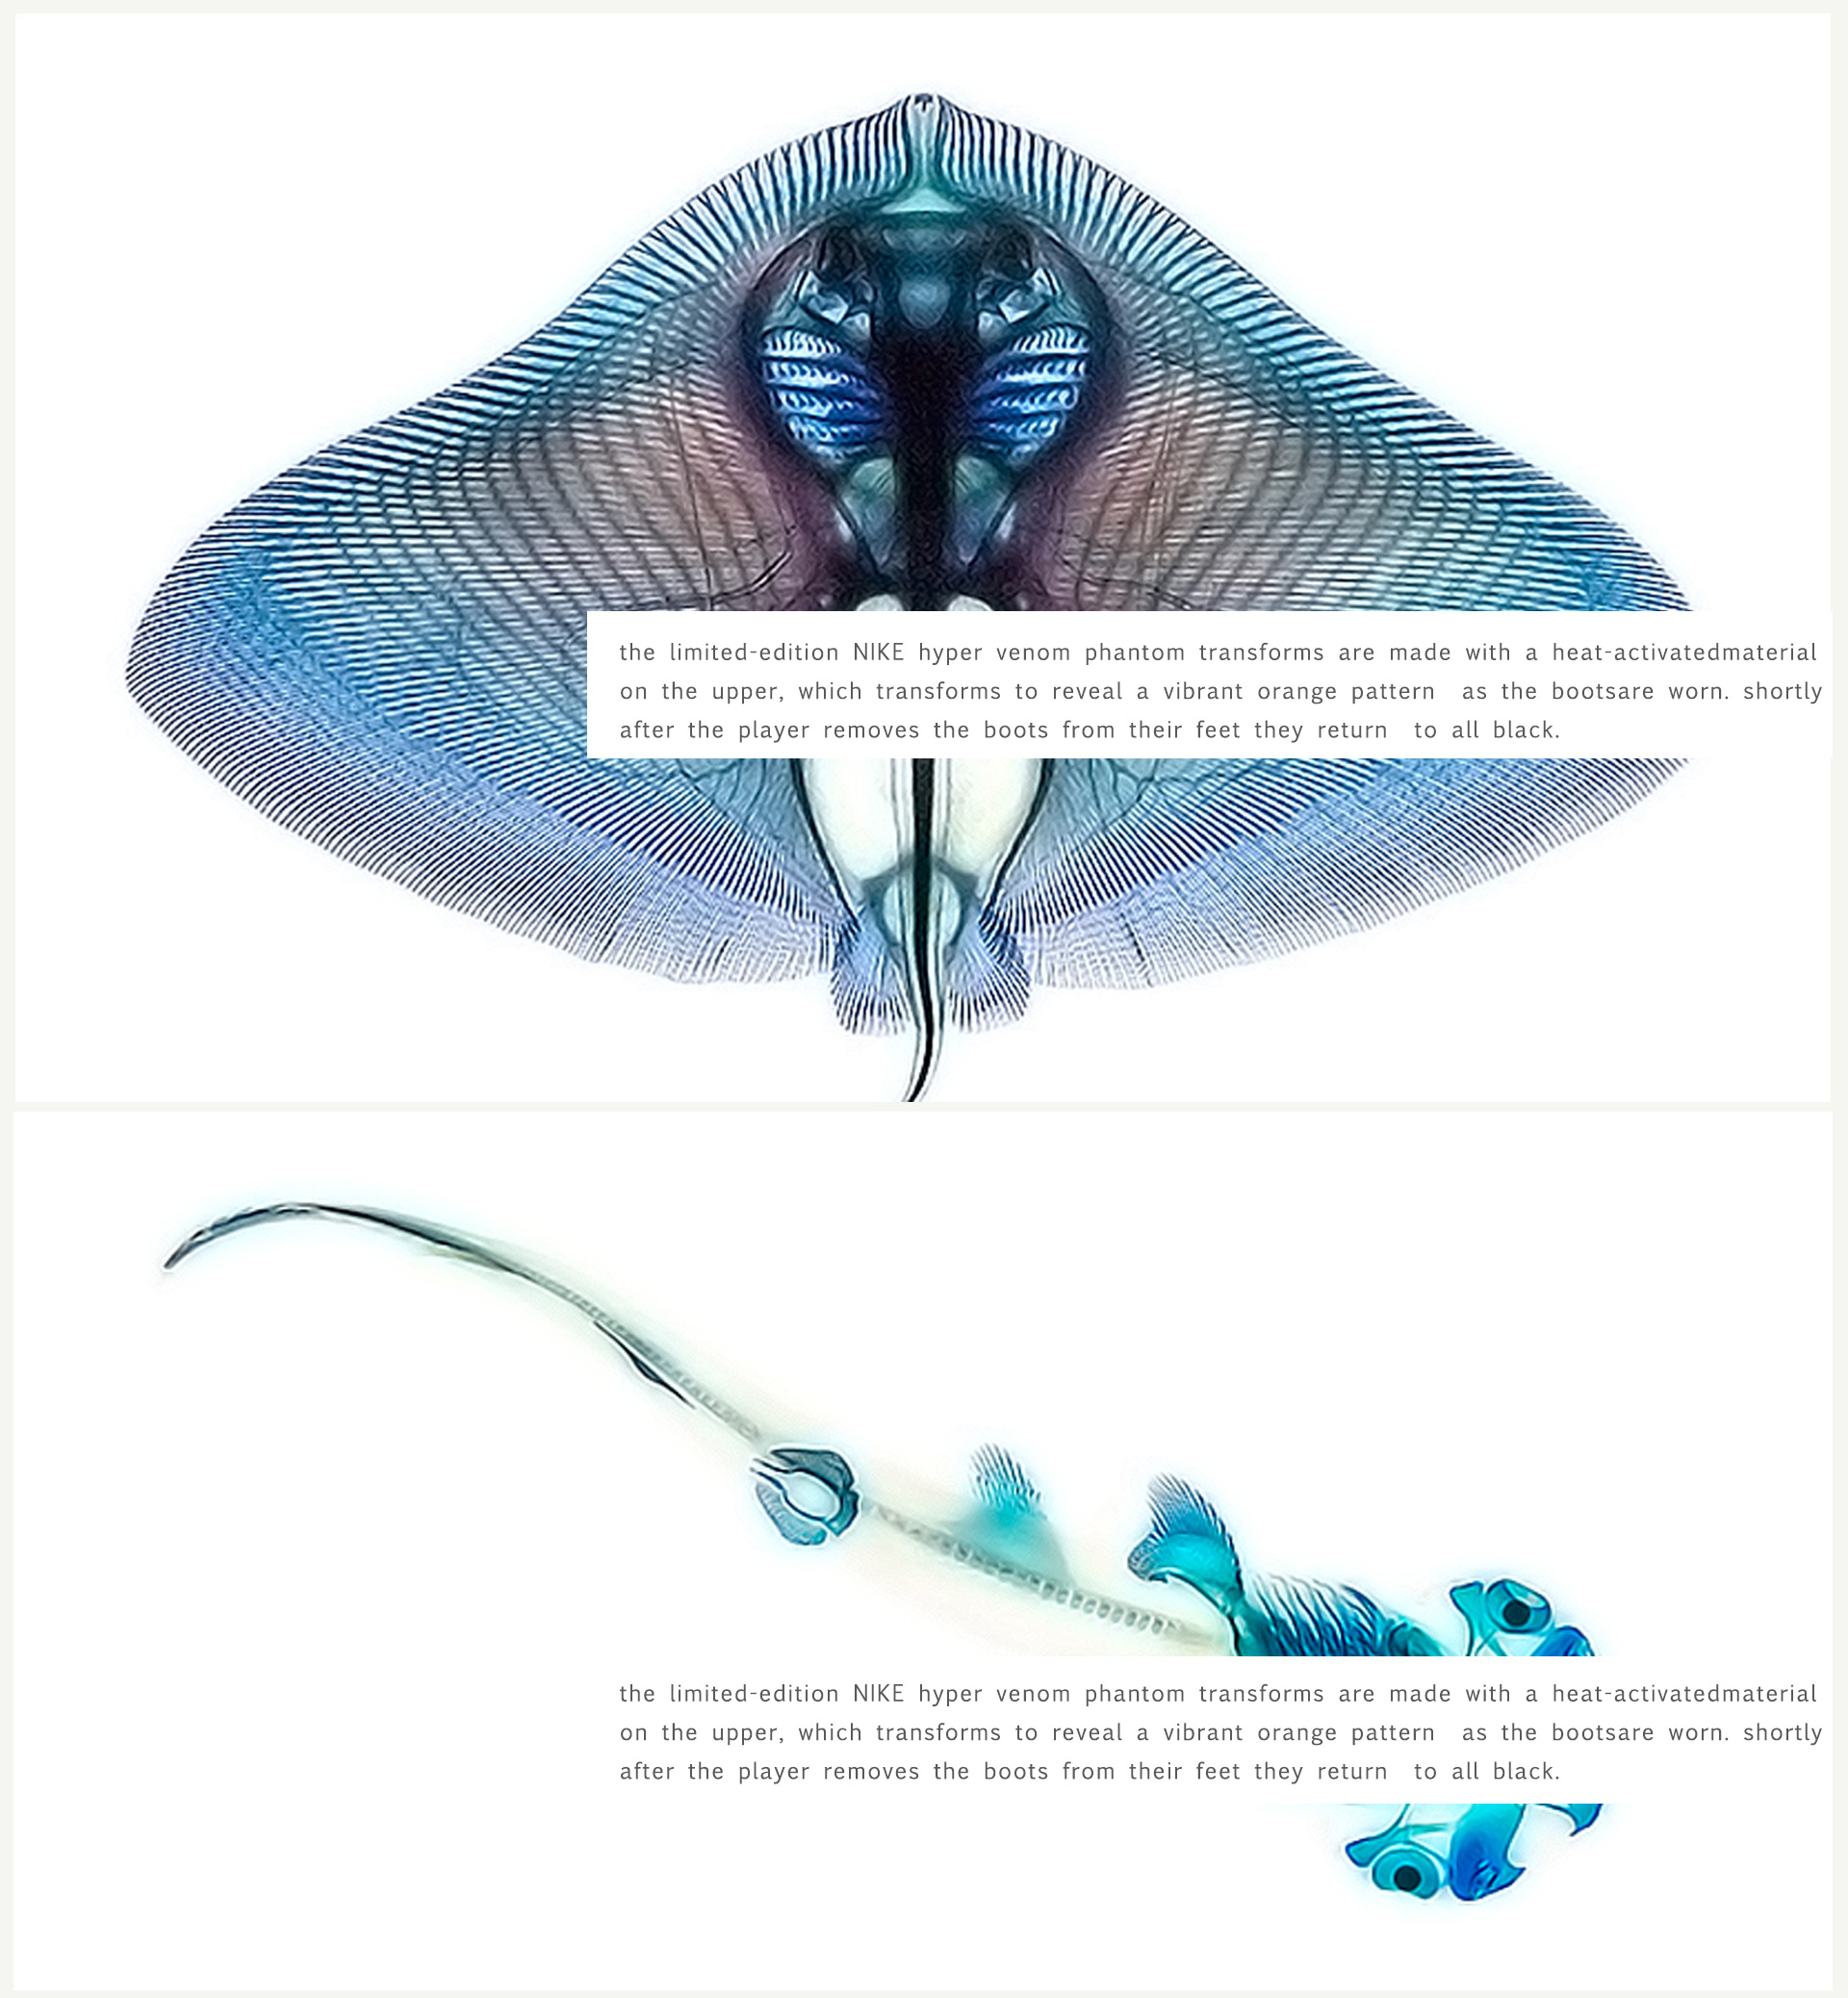 the limited-edition NIKE hyper venom phantom transforms are made with a heat-activatedmaterial
on the upper, which transforms to reveal a vibrant orange pattern  as the bootsare worn. shortly
after the player removes the boots from their feet they return  to all black.
the limited-edition NIKE hyper venom phantom transforms are made with a heat-activatedmaterial
on the upper, which transforms to reveal a vibrant orange pattern  as the bootsare worn. shortly
after the player removes the boots from their feet they return  to all black.